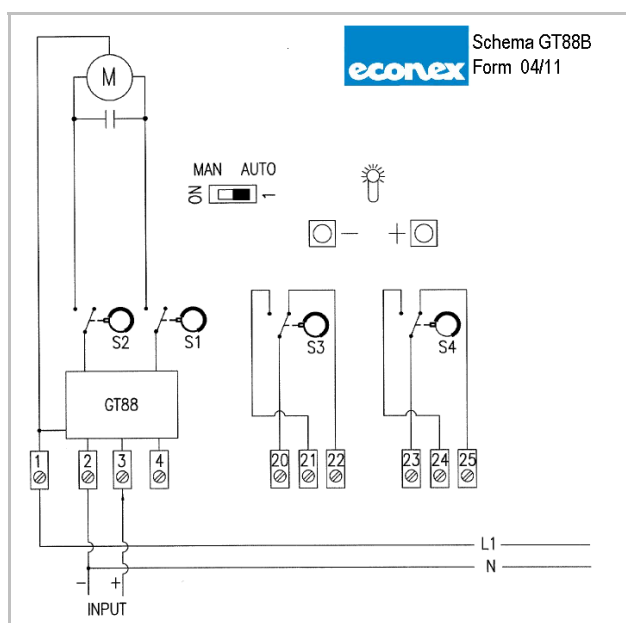 econex
Schema GT88B
Form 04/11
M
MAN AUTO
ON 1
- +
S2 S1 S3 S4
GT88
1 2 3 4 20 21 22 23 24 25
L1
N
- +
INPUT